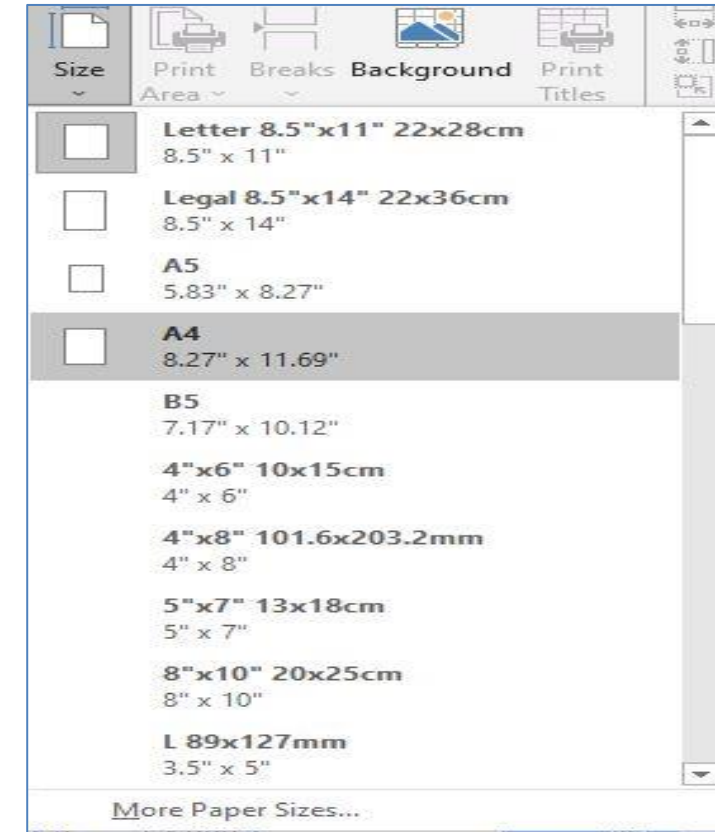 Size Print Breaks Background Print
Area Titles
Letter 8.5"x11" 22x28cm
8.5" x 11"
Legal 8.5"x14" 22x36cm
8.5" x 14"
A5
5.83" x 8.27"
A4
8.27" x 11.69"
B5
7.17" x 10.12"
4"x6" 10x15cm
4" x 6"
4"x8" 101.6x203.2mm
4" x 8"
5"x7" 13x18cm
5" x 7"
8"x10" 20x25cm
8" x 10"
L 89x127mm
3.5" x 5"
More Paper Sizes...